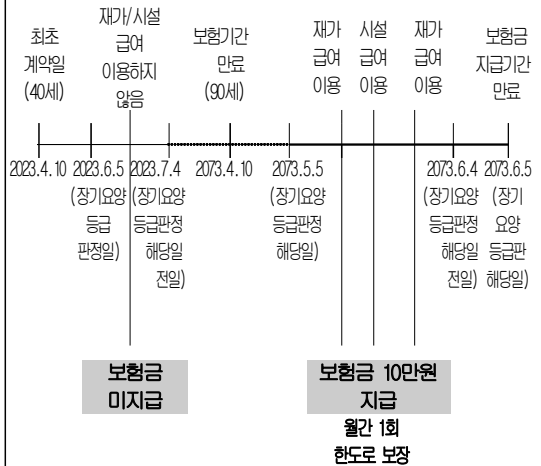 최초
계약일
(40세)
재가/시설
급여
이용하지
않음
보험기간
만료
(90세)
재가
급여
이용
시설
급여
이용
재가
급여
이용
보험금
지급기간
만료
2023.4.10
2023.6.5
(장기요양
등급
판정일)
2023.7.4
(장기요양
등급판정
해당일
전일)
2073.4.10
2073.5.5
(장기요양
등급판정
해당일)
2073.6.4
(장기요양
등급판정
해당일
전일)
2073.6.5
(장기
요양
등급판
해당일)
보험금
미지급
보험금 10만원
지급
월간 1회
한도로 보장